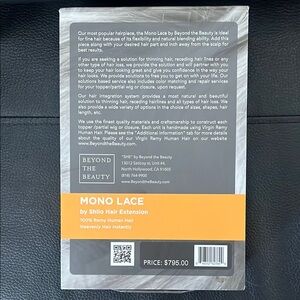 Our most popular hairpiece, the Mono Lace by Beyond the Beauty is ideal
for fine hair because of its flexibility and natural blending ability. Add this
piece along with your desired hair part and inch away from the scalp for
best results.
If you are seeking a solution for thinning hair, receding hair lines or any
other type of hair loss, we provide the solution and will partner with you
to keep your hair looking great and give you confidence in the way your
hair looks. We provide solutions to free you to get on with your life. Our
solutions based service also includes color matching and repair services
for your topper/partial wig or closure, upon request.
Our hair integration system provides a most natural and beautiful
solution to thinning hair, receding hairlines and all types of hair loss. We
also provide a wide variety of options in the choice of sizes, shapes, hair
length, etc.
We use the finest quality materials and craftsmanship to construct each
topper /partial wig or closure. Each unit is handmade using Virgin Remy
Human Hair. Please see the "Additional Information" tab for more details
about the quality of our Virgin Remy Human Hair on our website
www.BeyondtheBeauty.com.
BEYOND
THE
BEAUTY
"SHB" by Beyond the Beauty
North Hollywood, CA 91605
(818) 764-9900
www.BeyondtheBeauty.com
MONO LACE
by Shilo Hair Extension
100% Remy Human Hair
Heavenly Hair Instantly
PRICE: $795.00